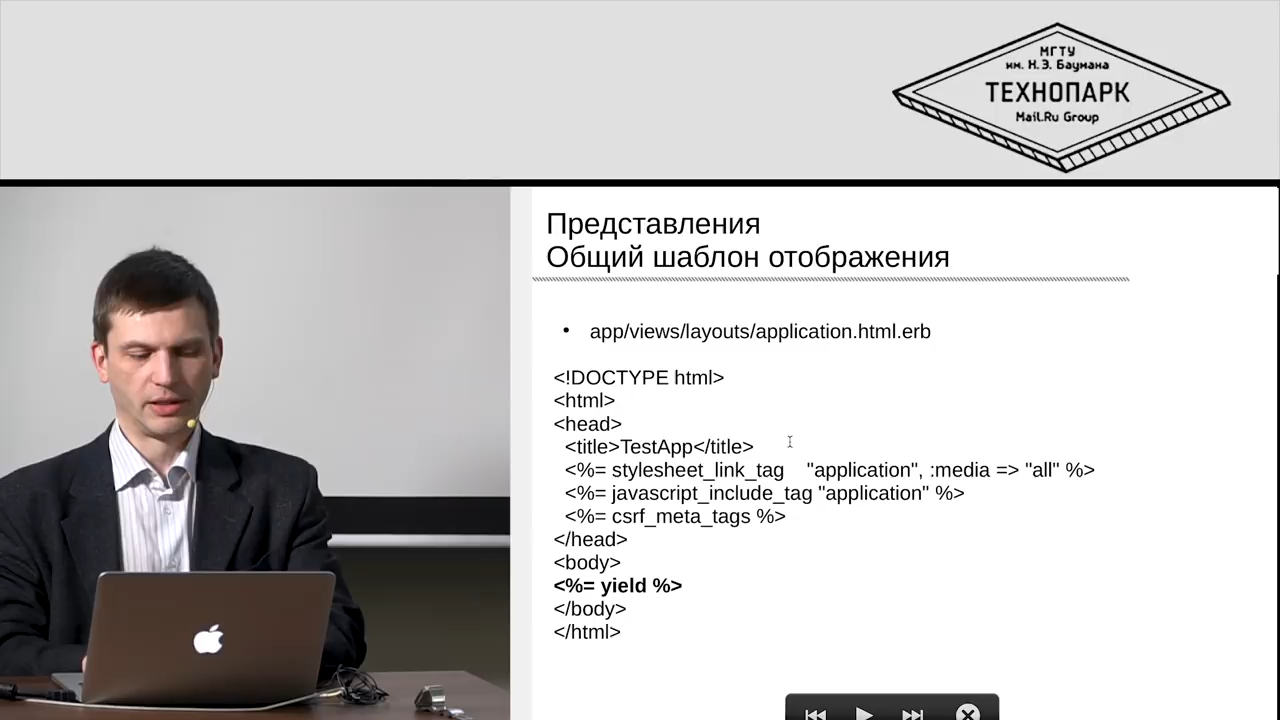 МГТУ
им. Н.Э. Баумана
ТЕХНОПАРК
Mail.Ru Group
Представления
Общий шаблон отображения
• app/views/layouts/application.html.erb
<!DOCTYPE html>
<html>
<head>
<title>TestApp</title>
<%= stylesheet_link_tag    "application", :media => "all" %>
<%= javascript_include_tag "application" %>
<%= csrf_meta_tags %>
</head>
<body>
<%= yield %>
</body>
</html>